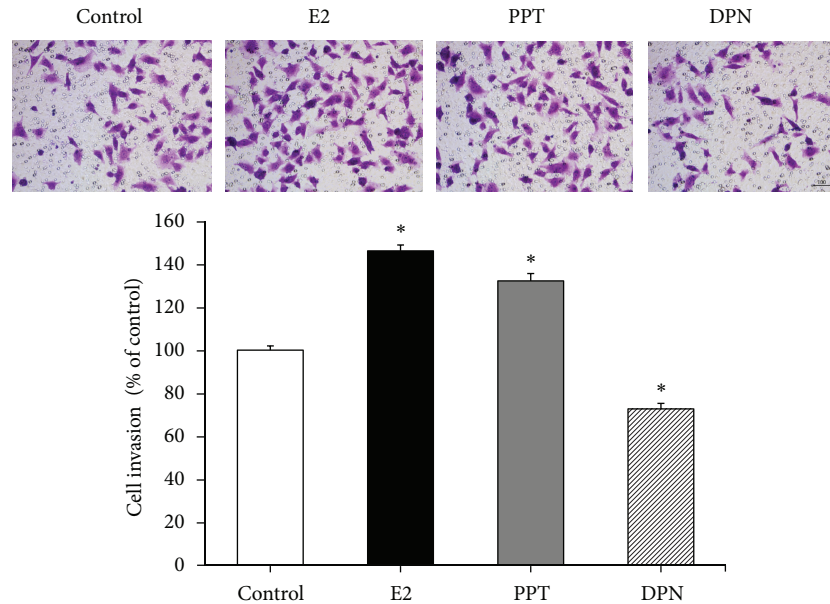 Control E2 PPT DPN
160
140
120
100
80
60
40
20
0
Cell invasion (% of control)
* * *
Control E2 PPT DPN